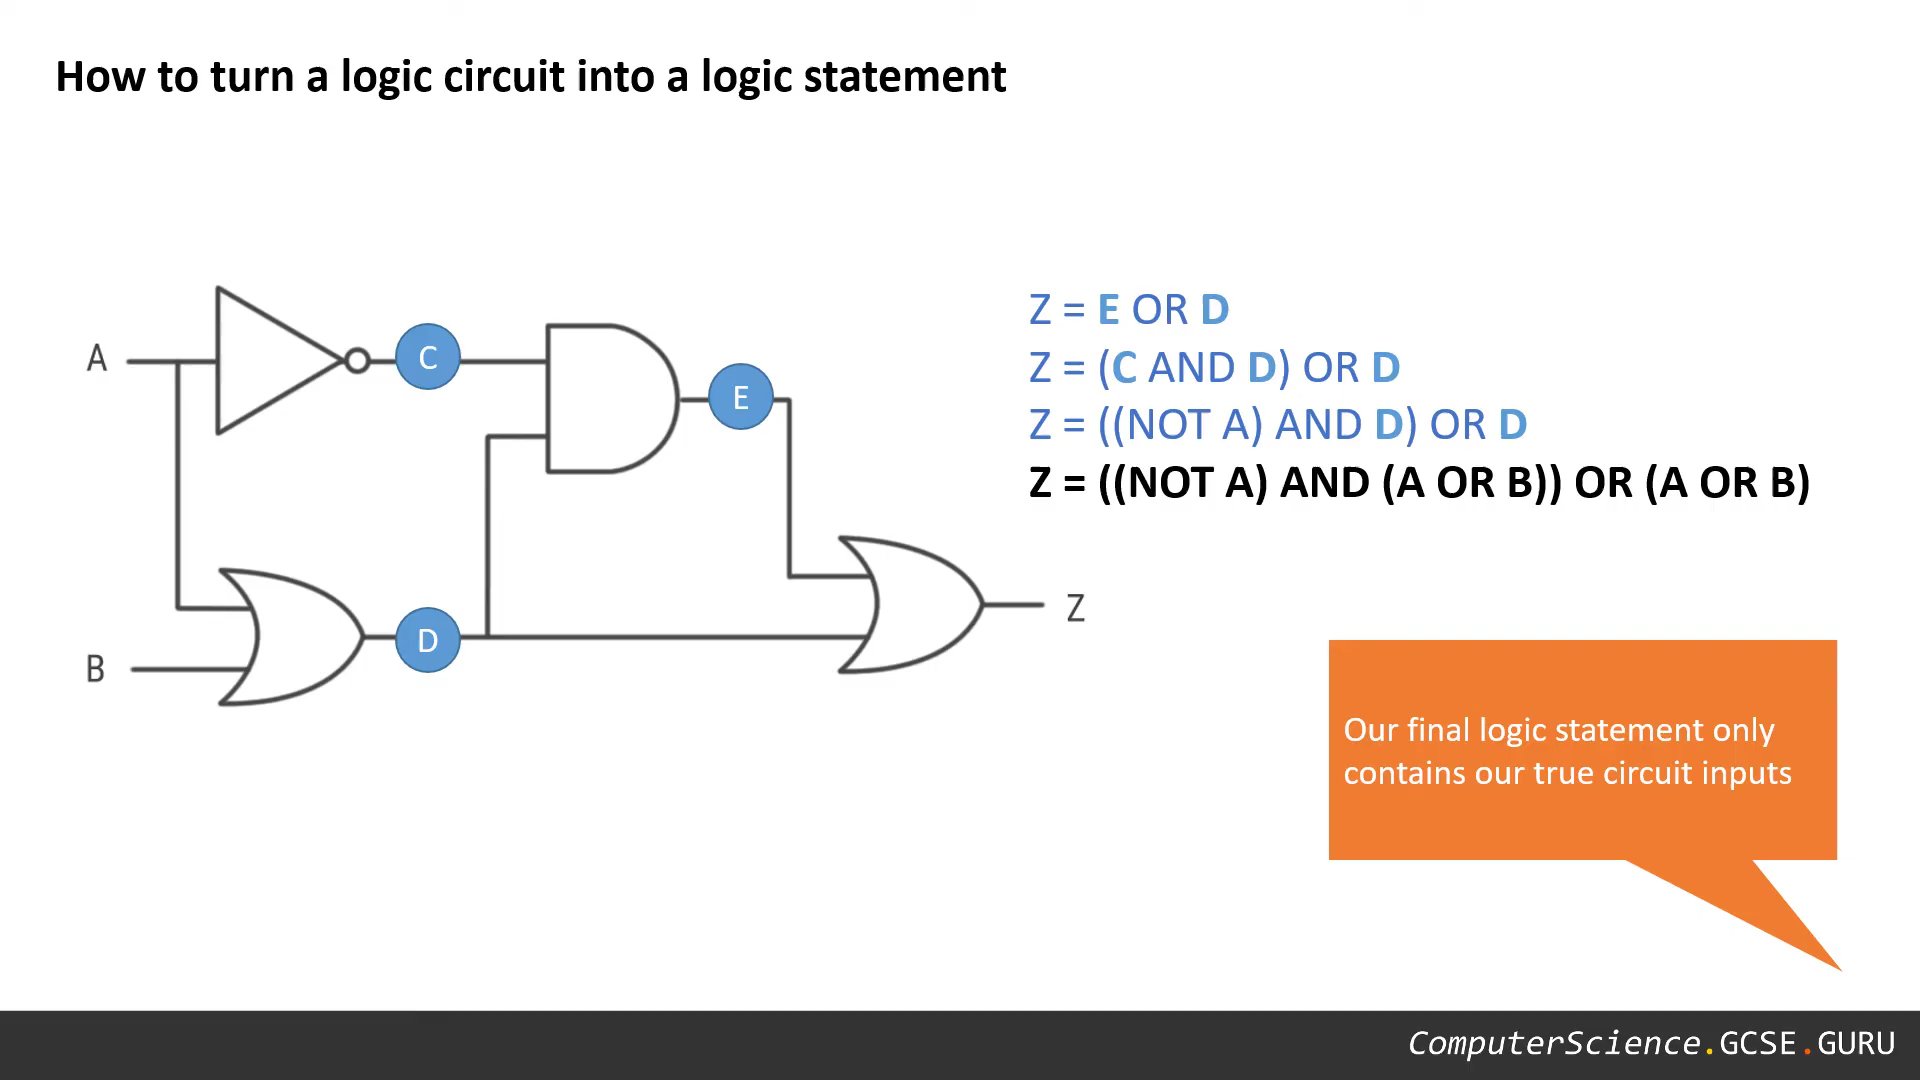 How to turn a logic circuit into a logic statement
A
C
E
B
D
Z
Z = E OR D
Z = (C AND D) OR D
Z = ((NOT A) AND D) OR D
Z = ((NOT A) AND (A OR B)) OR (A OR B)
Our final logic statement only
contains our true circuit inputs
ComputerScience.GCSE.GURU